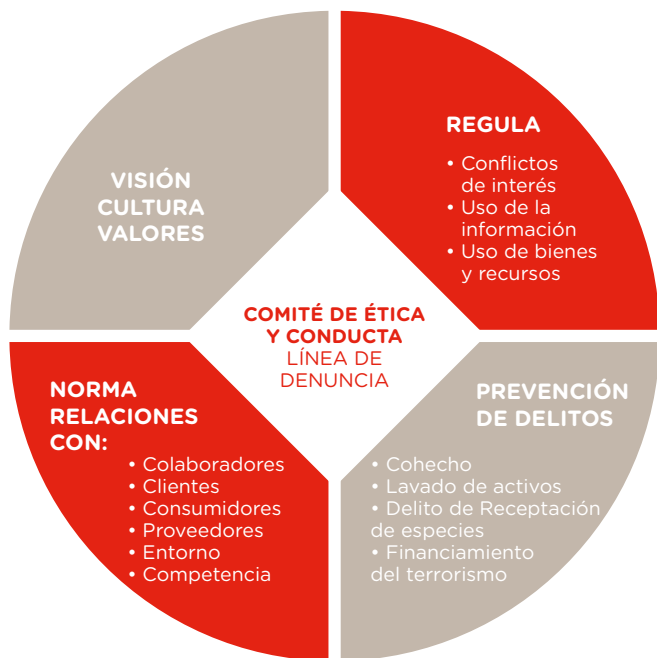 VISIÓN
CULTURA
VALORES
REGULA
• Conflictos
de interés
• Uso de la
información
• Uso de bienes
y recursos
COMITÉ DE ÉTICA
Y CONDUCTA
LÍNEA DE
DENUNCIA
NORMA
RELACIONES
CON:
• Colaboradores
• Clientes
• Consumidores
• Proveedores
• Entorno
• Competencia
PREVENCIÓN
DE DELITOS
• Cohecho
• Lavado de activos
• Delito de Receptación
de especies
• Financiamiento
del terrorismo